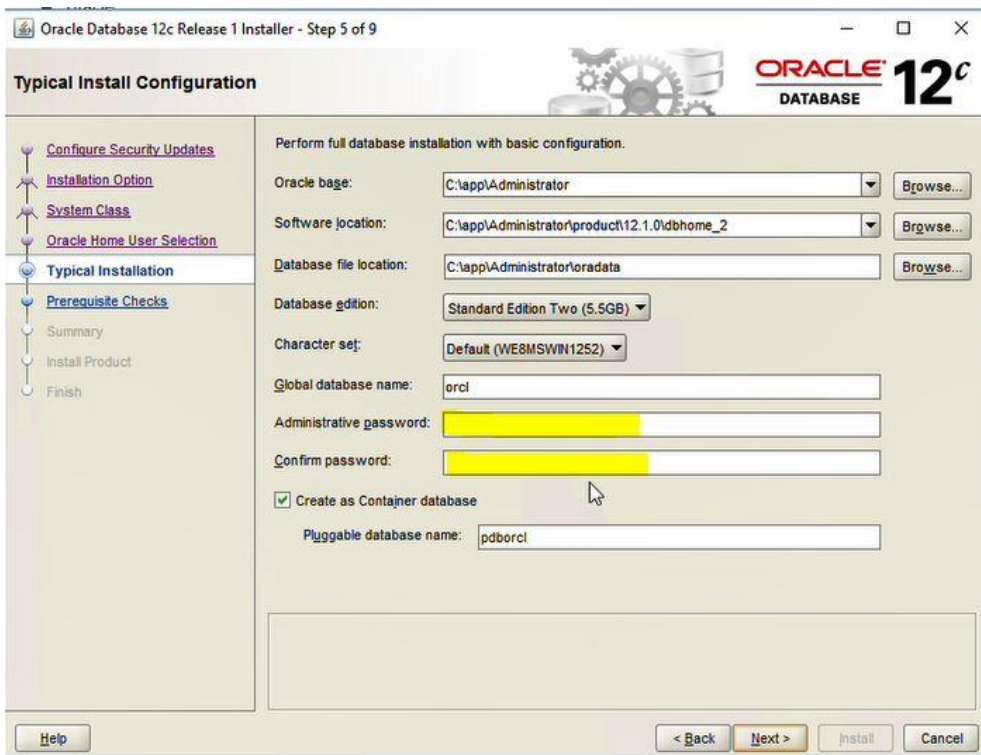 Oracle Database 12c Release 1 Installer - Step 5 of 9
Typical Install Configuration
ORACLE
DATABASE
12c
Configure Security Updates
Installation Option
System Class
Oracle Home User Selection
Typical Installation
Prerequisite Checks
Summary
Install Product
Finish
Perform full database installation with basic configuration.
Oracle base: C:\app\Administrator Browse...
Software location: C:\app\Administrator\product\12.1.0\dbhome_2 Browse...
Database file location: C:\app\Administrator\oradata Browse...
Database edition: Standard Edition Two (5.5GB)
Character set: Default (WE8MSWIN1252)
Global database name: orcl
Administrative password:
Confirm password:
Create as Container database
Pluggable database name: pdborcl
Help < Back Next > Install Cancel